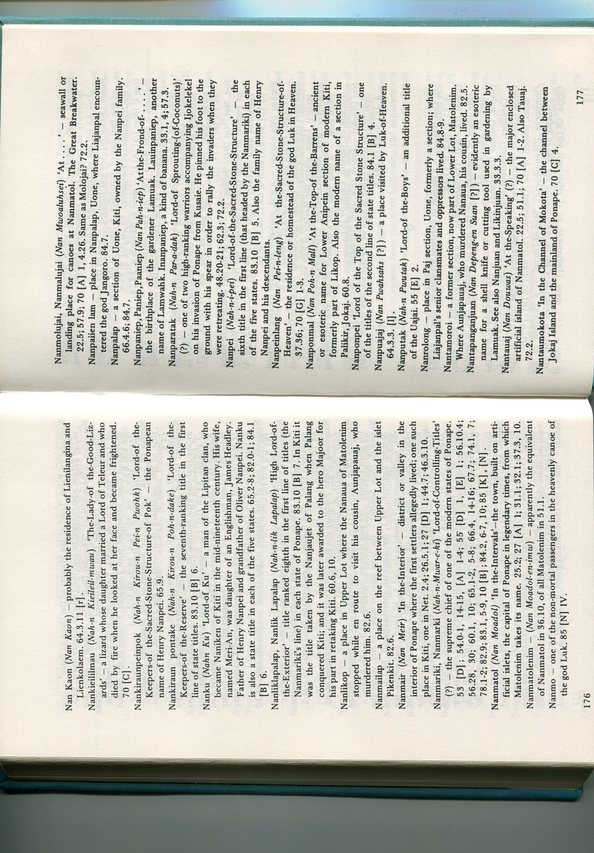 Nan Kaon (Nan Kaon) — probably the residence of Lienilangina and
Lienkolaem. 64.3.11 [r].
Nankieililmau (Nah-n Kieileil-mwau) ‘The-Lady-of the-Good-Liz-
ards’ — a lizard whose daughter married a Lord of Teleur and who
died by fire when he looked at her face and became frightened.
70 [C].
Nankiraunpeinpok (Nah-n Kirou-n Pei-n Pwohk) ‘Lord-of the-
Keepers-of the-Sacred-Stone-Structure-of Pok’ — the Ponapean
name of Henry Nanpei. 65.9.
Nankiraun pontake (Nah-n Kirou-n Poh-n-dake) ‘Lord-of the-
Keepers-of the-Reserve’ — the seventh-ranking title in the first
line of state titles. 83.10 [B] 6.
Nanku (Nahn Ku) ‘Lord-of Ku’ — a man of the Lipitan clan, who
became Naniken of Kiti in the mid-nineteenth century. His wife,
named Meri-An, was daughter of an Englishman, James Headley.
Father of Henry Nanpei and grandfather of Oliver Nanpei. Nanku
is also a state title in each of the five states. 65.2-8; 82.0-1; 84.1
[B] 6.
Nanliklapalap, Nanlik Lapalap (Nah-n-lik Lapalap) ‘High Lord-of-
the-Exterior’ — title ranked eighth in the first line of titles (the
Nanmariki’s line) in each state of Ponape. 83.10 [B] 7. In Kiti it
was the title taken by the Nanjaujet of Palang when Palang
conquered Kiti; and it was later awarded to the hero Majoor for
his part in retaking Kiti. 60.6, 10.
Nanlikop — a place in Upper Lot where the Nanaua of Matolenim
stopped while en route to visit his cousin, Aunjapauaj, who
murdered him. 82.6.
Nanmailap — a place on the reef between Upper Lot and the islet
Pikenkit. 82.6.
Nanmair (Nan Meir) ‘In the-Interior’ — district or valley in the
interior of Ponape where the first settlers allegedly lived; one such
place in Kiti, one in Net. 2.4; 26.5.1; 27 [D] 1; 44.7; 46.3.10.
Nanmariki, Nanmarki (Nah-n-Mwar-e-ki) ‘Lord-of-Controlling-Titles’
(?) — the supreme chief of one of the modern states of Ponape.
53 [D]; 54.0-1, 14-15, [A] 1-4; 55 [D] 1, [E] 1; 56.10.4;
56.28, 30; 60.1, 10; 65.1-2, 5-8; 66.4, 14-16; 67.7; 74.1, 7;
78.1-2; 82.9; 83.1, 5-9, 10 [B]; 84.2, 6-7, 10; 85 [K], [N].
Nanmatol (Nan Moadol) ‘In the-Intervals’—the town, built on arti-
ficial islets, the capital of Ponape in legendary times, from which
Matolenim takes its name. 25.2; 27 [A] 1; 31.1; 32.1; 37.3, 10.
Nanmatolenim — (Nan Moadol-en-imw) — apparently the equivalent
of Nanmatol in 36.10, of all Matolenim in 51.1.
Nanmo — one of the non-mortal passengers in the heavenly canoe of
the god Luk. 85 [N] IV.
176
Nanmolujai, Nanmalujai (Nan Mwoaluhsei) ‘At . . . . ’ — seawall or
landing place for canoes at Nanmatol. The Great Breakwater.
22.5; 57.9; 70 [A] 1, 4.26. Same as Molojai? 72.2.
Nanpaiien lam — place in Nanpalap, Uone, where Liajanpal encoun-
tered the god Jangoro. 84.7.
Nanpalap — a section of Uone, Kiti, owned by the Nanpei family.
66.4.6; 84.7.
Nanpaniep, Paniep, Paaniep (Nan Pah-n-iep) ‘At the-Frond-of- . . . . ’ —
the birthplace of the gardener Lamuak. Lauinpaniep, another
name of Lamwahk. Inanpaniep, a kind of banana. 33.1, 4; 57.3.
Nanparatak (Nah-n Par-a-dak) ‘Lord-of Sprouting-(of-Coconuts)’
(?) — one of two high-ranking warriors accompanying Ijokelekel
on his invasion of Ponape from Kusaie. He pinned his foot to the
ground with his spear in order to rally the invaders when they
were retreating. 48.20-21; 62.3; 72.2.
Nanpei (Nah-n-i-pei) ‘Lord-of-the-Sacred-Stone-Structure’ — the
sixth title in the first line (that headed by the Nanmariki) in each
of the five states. 83.10 [B] 5. Also the family name of Henry
Nanpei and his descendants.
Nanpeinlang (Nan Pei-n-leng) ‘At the-Sacred-Stone-Structure-of-
Heaven’ — the residence or homestead of the god Luk in Heaven.
37.36; 70 [G] 1-3.
Nanponmal (Nan Poh-n Mall) ‘At the-Top-of the-Barrens’ — ancient
or esoteric name for Lower Anipein section of modern Kiti,
formerly part of Likop. Also the modern name of a section in
Palikir, Jokaj. 60.8.
Nanponpei ‘Lord of the Top of the Sacred Stone Structure’ — one
of the titles of the second line of state titles. 84.1 [B] 4.
Nanpuajaj (Nan Pwahsahs [?]) — a place visited by Luk-of-Heaven.
64.3.3. [l].
Nanputak (Nah-n Pwutak) ‘Lord-of the-Boys’ — an additional title
of the Uajai. 55 [E] 2.
Nanrolong — place in Paj section, Uone, formerly a section; where
Liajanpal’s senior clansmates and oppressors lived. 84.8-9.
Nantamoroi — a former section, now part of Lower Lot, Matolenim.
Where Aunjapauaj, who murdered Nanaua, his cousin, lived. 82.5.
Nantapanganjuan (Nan Depeng-en Suan [?]) — evidently an esoteric
name for a shell knife or cutting tool used in gardening by
Lamuak. See also Nanjuan and Likinjuan. 33.3.3.
Nantauaj (Nan Douwas) ‘At the-Speaking’ (?) — the major enclosed
artificial island of Nanmatol. 22.5; 51.1; 70 [A] 1-2. Also Tauaj.
72.2.
Nantaumokota ‘In the Channel of Mokota’ — the channel between
Jokaj Island and the mainland of Ponape. 70 [C] 4.
177